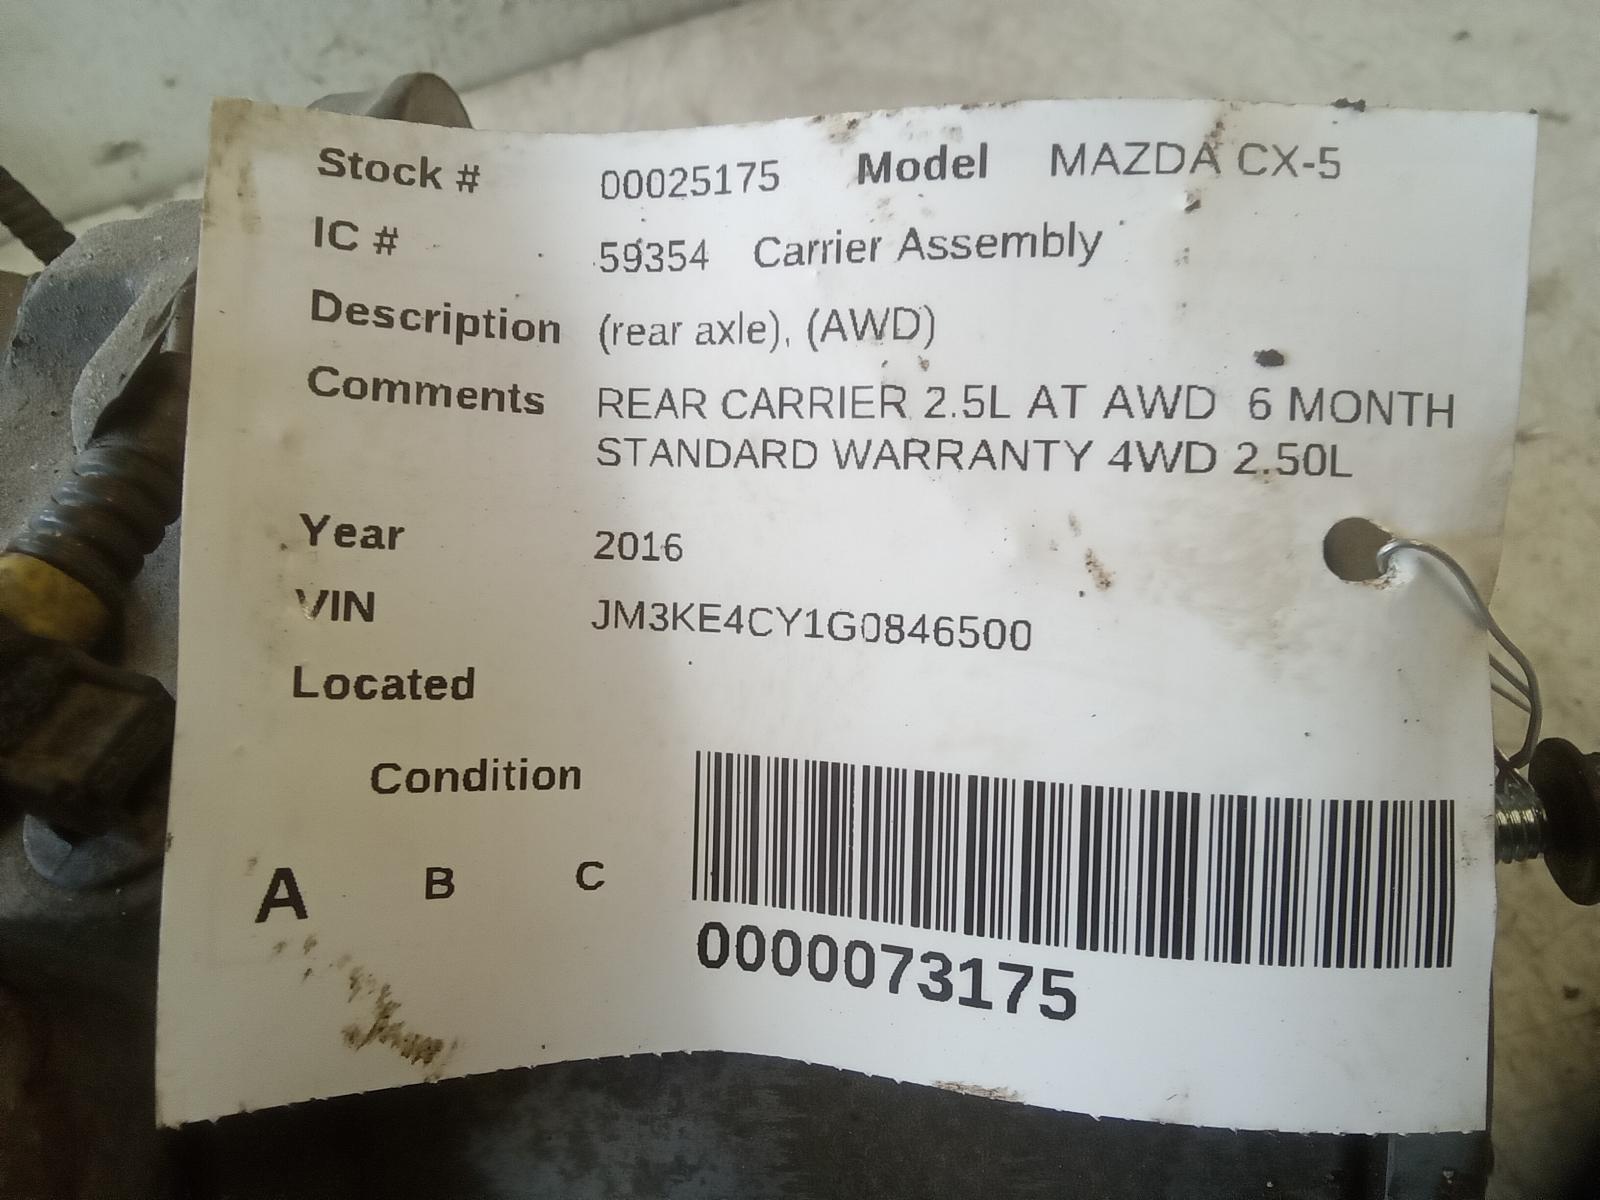 Stock # 00025175 Model MAZDA CX-5
IC # 59354 Carrier Assembly
Description (rear axle), (AWD)
Comments REAR CARRIER 2.5L AT AWD 6 MONTH
STANDARD WARRANTY 4WD 2.50L
Year 2016
VIN JM3KE4CY1G0846500
Located
Condition
A B C
0000073175